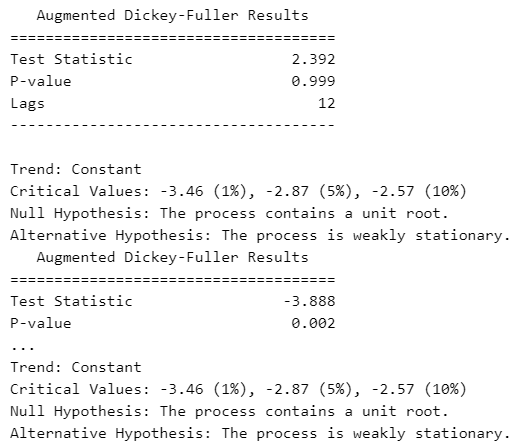 Augmented Dickey-Fuller Results
=====================================
Test Statistic 2.392
P-value 0.999
Lags 12
-------------------------------------
Trend: Constant
Critical Values: -3.46 (1%), -2.87 (5%), -2.57 (10%)
Null Hypothesis: The process contains a unit root.
Alternative Hypothesis: The process is weakly stationary.
Augmented Dickey-Fuller Results
=====================================
Test Statistic -3.888
P-value 0.002
...
Trend: Constant
Critical Values: -3.46 (1%), -2.87 (5%), -2.57 (10%)
Null Hypothesis: The process contains a unit root.
Alternative Hypothesis: The process is weakly stationary.